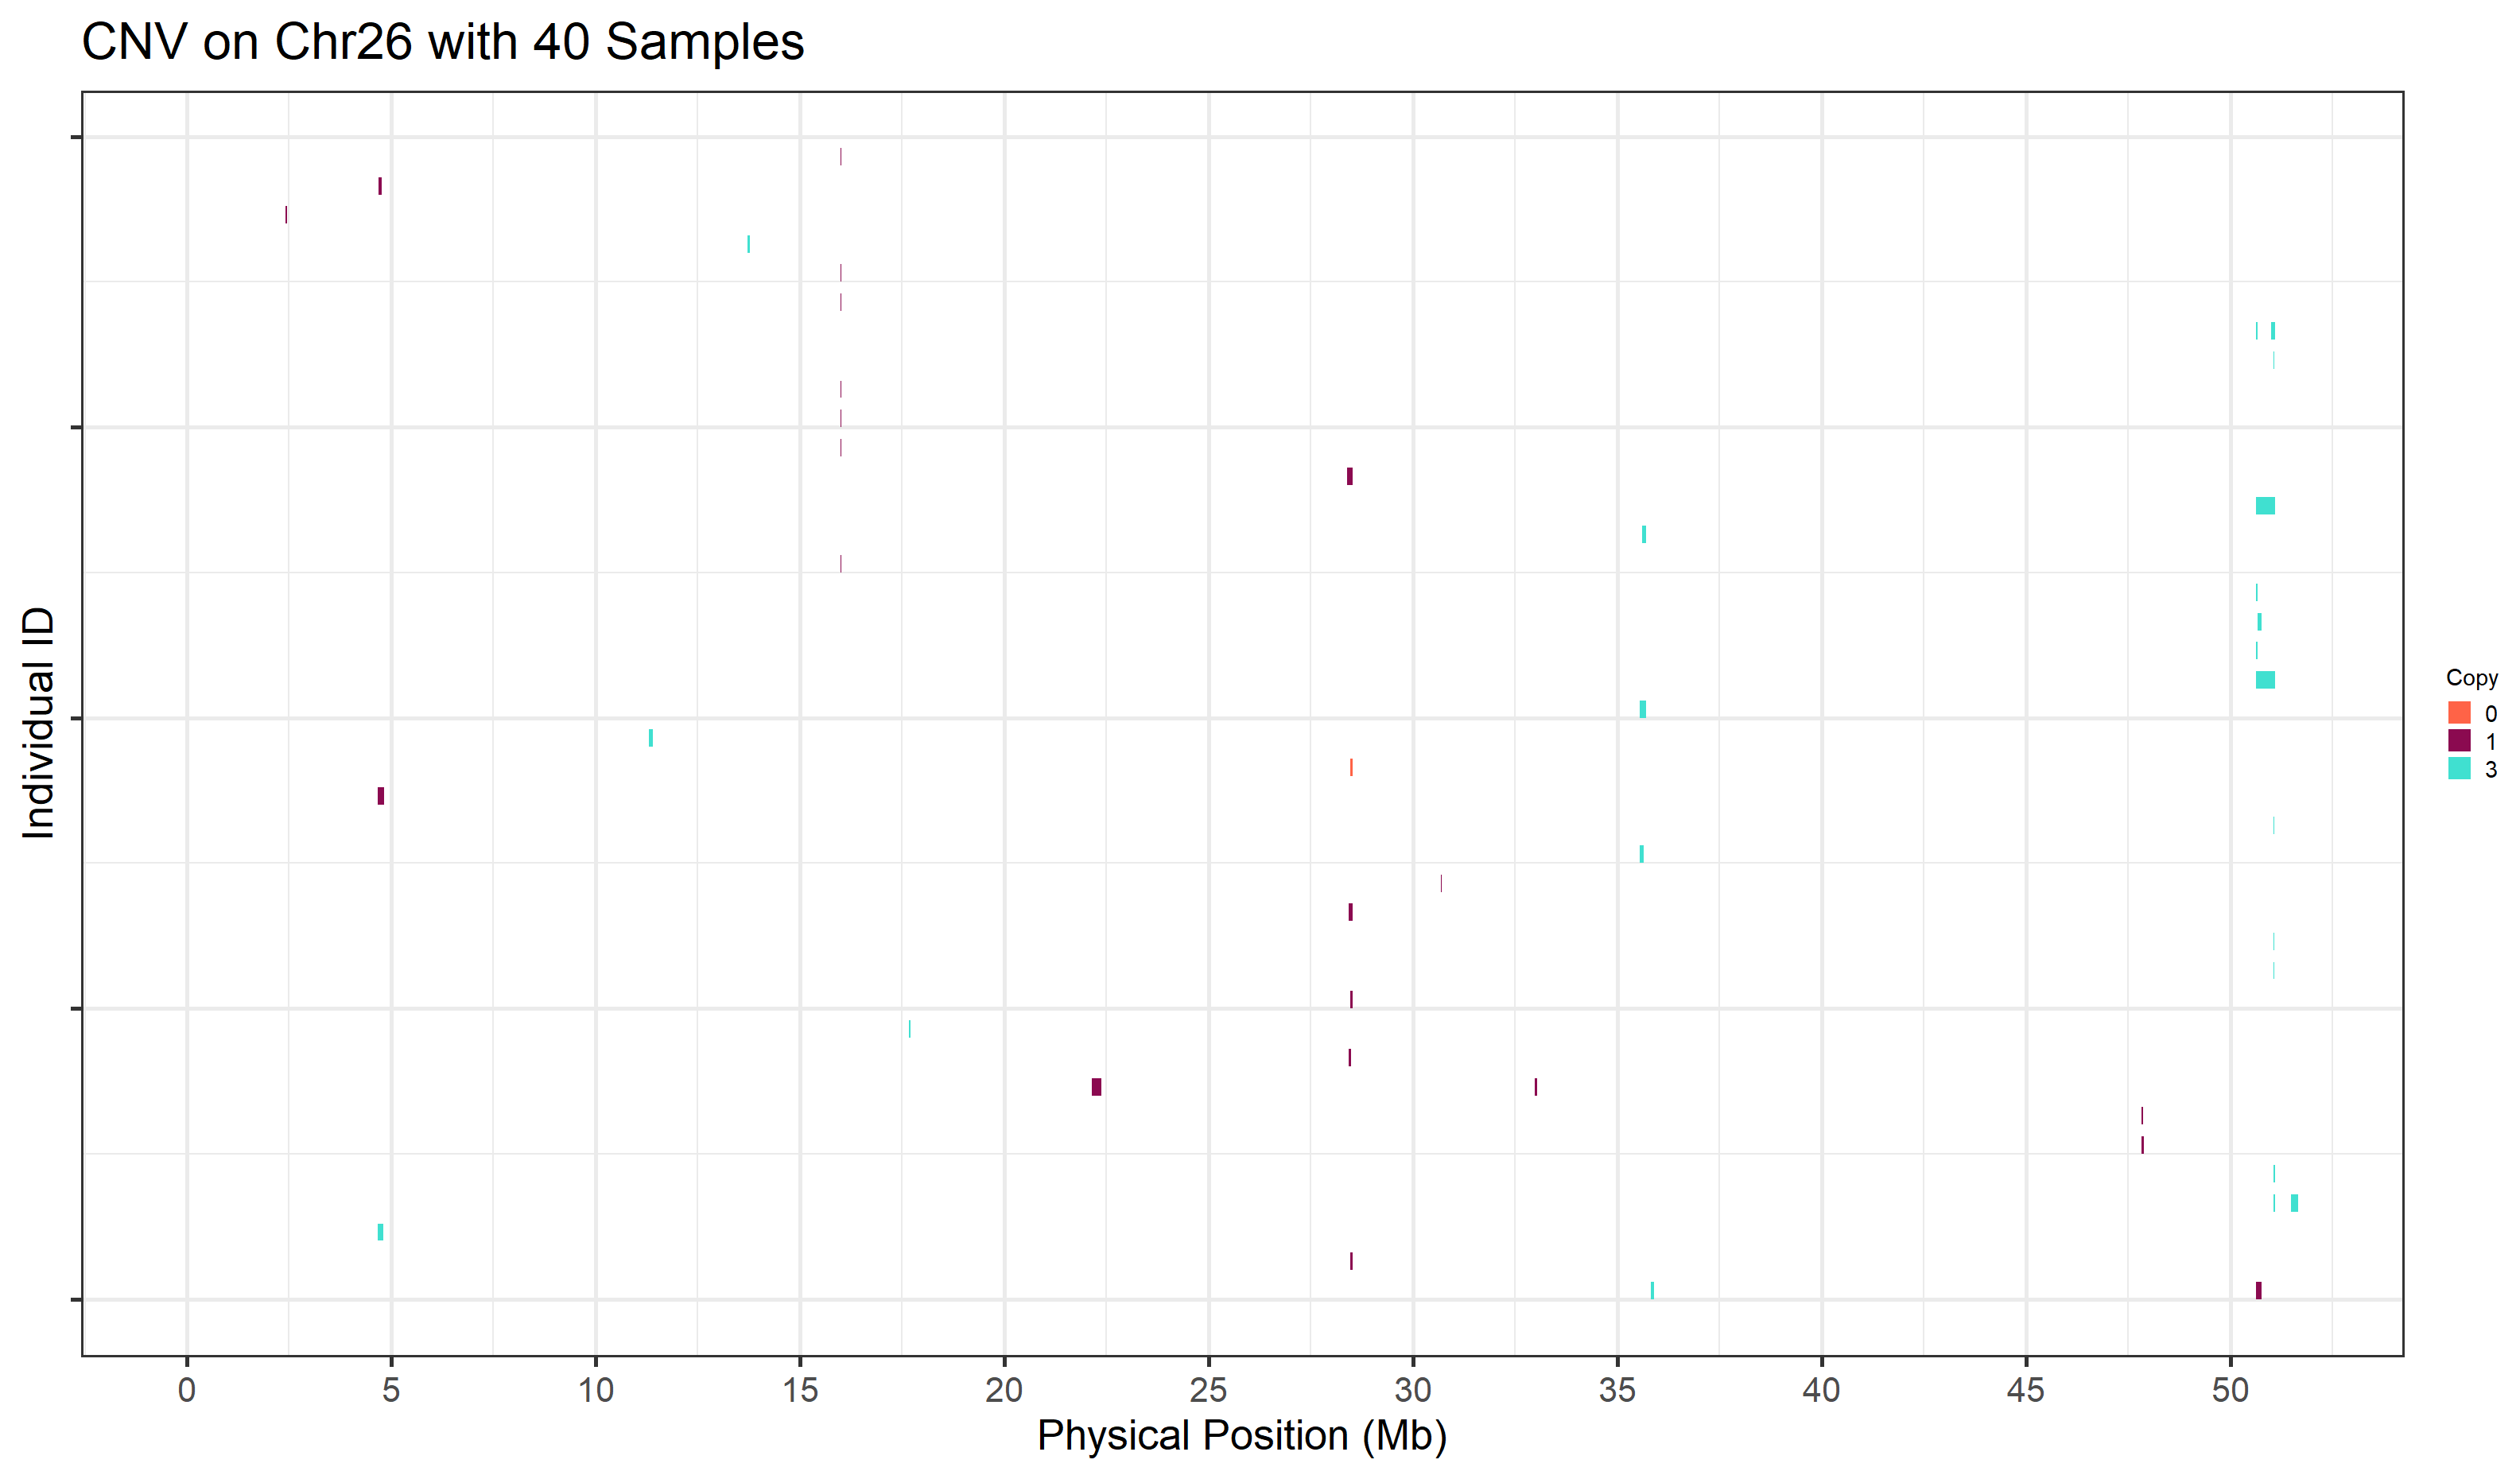 CNV on Chr26 with 40 Samples
Individual ID
Copy
0
1
3
0 5 10 15 20 25 30 35 40 45 50
Physical Position (Mb)